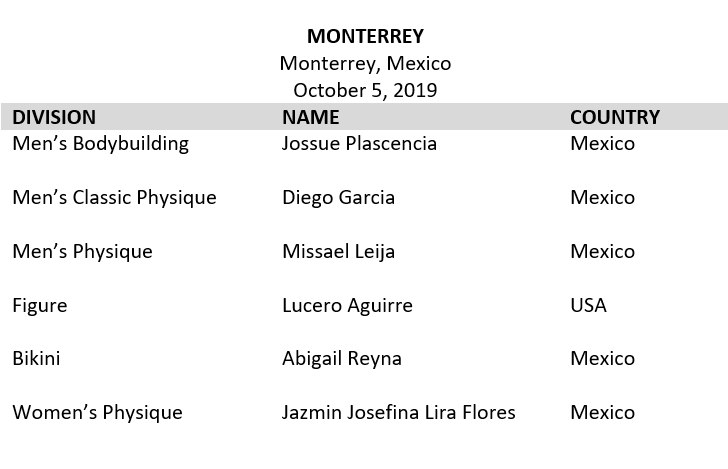 MONTERREY
Monterrey, Mexico
October 5, 2019
DIVISION NAME COUNTRY
Men’s Bodybuilding Jossue Plascencia Mexico
Men’s Classic Physique Diego Garcia Mexico
Men’s Physique Missael Leija Mexico
Figure Lucero Aguirre USA
Bikini Abigail Reyna Mexico
Women’s Physique Jazmin Josefina Lira Flores Mexico